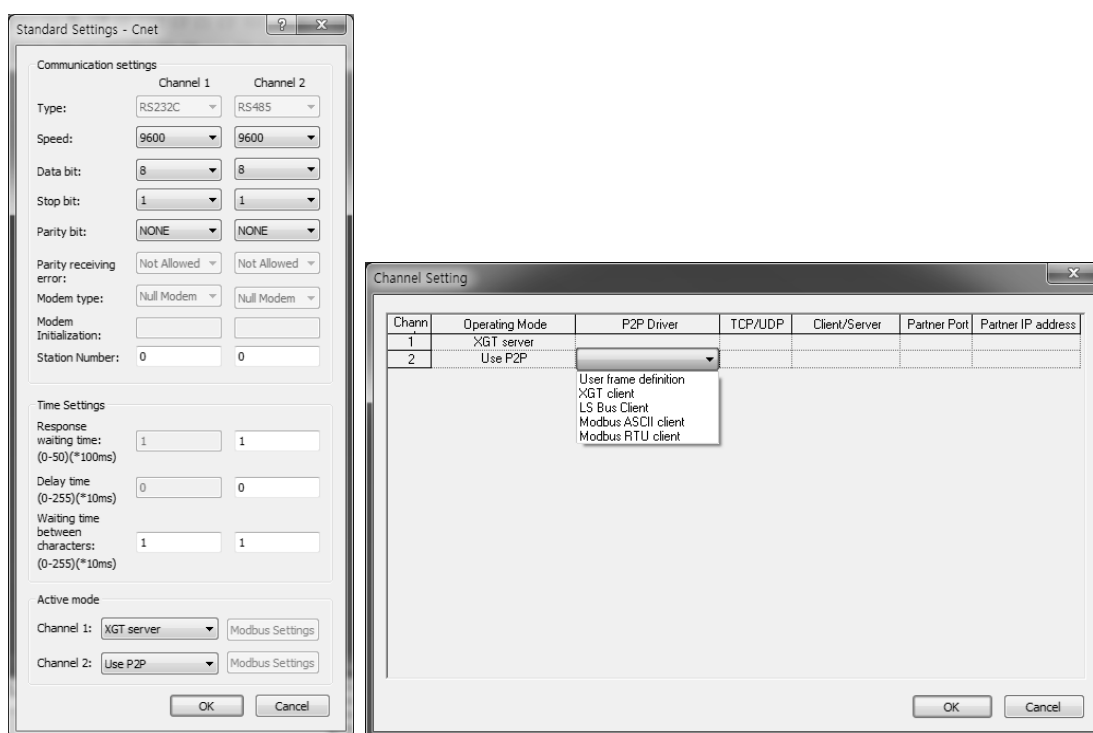 Standard Settings - Cnet
Communication settings
Channel 1 Channel 2
Type: RS232C RS485
Speed: 9600 9600
Data bit: 8 8
Stop bit: 1 1
Parity bit: NONE NONE
Parity receiving
error: Not Allowed Not Allowed
Modem type: Null Modem Null Modem
Modem
Initialization:
Station Number: 0 0
Time Settings
Response
waiting time: 1 1
(0-50)(*100ms)
Delay time 0 0
(0-255)(*10ms)
Waiting time
between
characters: 1 1
(0-255)(*10ms)
Active mode
Channel 1: XGT server Modbus Settings
Channel 2: Use P2P Modbus Settings
OK Cancel
Channel Setting
Chann Operating Mode P2P Driver TCP/UDP Client/Server Partner Port Partner IP address
1 XGT server
2 Use P2P
User frame definition
XGT client
LS Bus Client
Modbus ASCII client
Modbus RTU client
OK Cancel